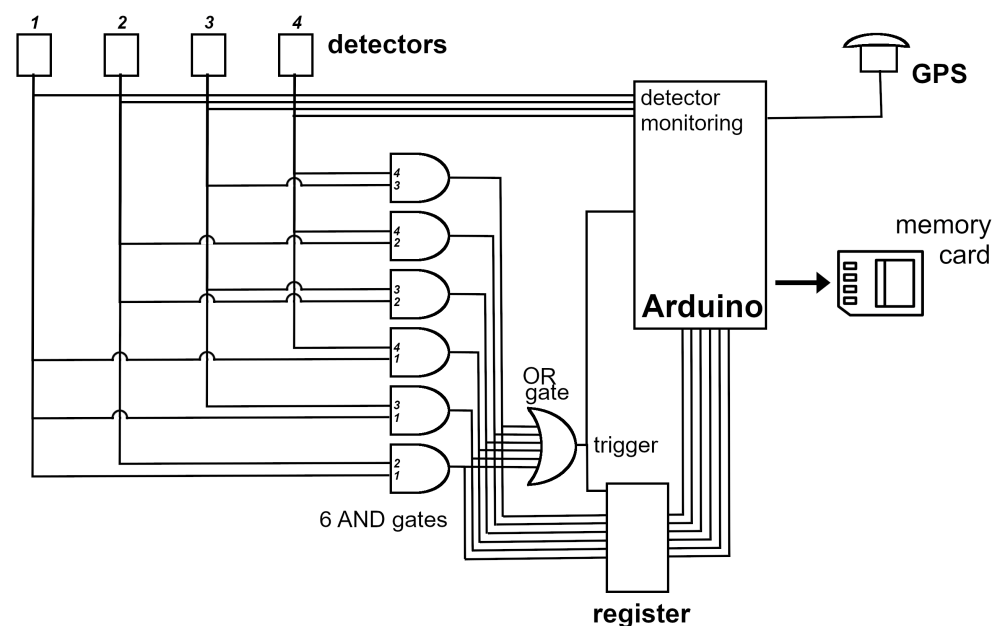 1 2 3 4
detectors
GPS
detector
monitoring
4
3
4
2
3
2
4
1
3
1
2
1
memory
card
Arduino
OR
gate
trigger
6 AND gates
register